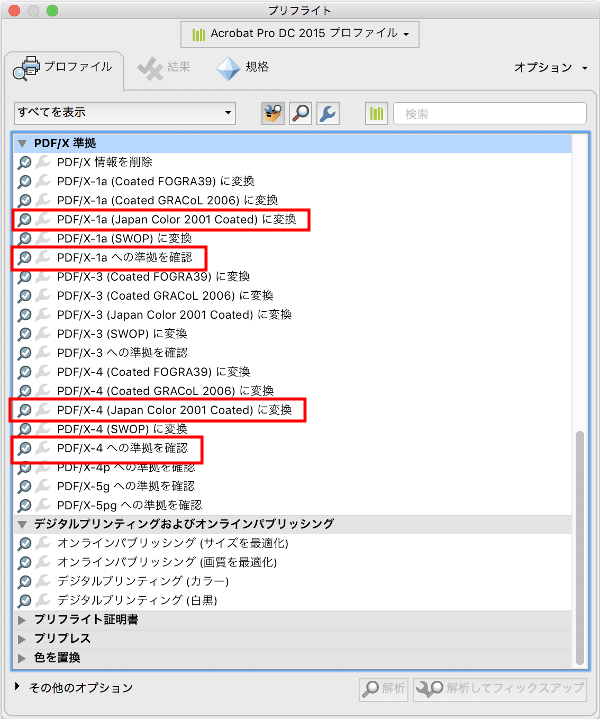 プリフライト
Acrobat Pro DC 2015 プロファイル
プロファイル
結果
規格
オプション
すべてを表示
検索
PDF/X 準拠
PDF/X 情報を削除
PDF/X-1a (Coated FOGRA39) に変換
PDF/X-1a (Coated GRACoL 2006) に変換
PDF/X-1a (Japan Color 2001 Coated) に変換
PDF/X-1a (SWOP) に変換
PDF/X-1a への準拠を確認
PDF/X-3 (Coated FOGRA39) に変換
PDF/X-3 (Coated GRACoL 2006) に変換
PDF/X-3 (Japan Color 2001 Coated) に変換
PDF/X-3 (SWOP) に変換
PDF/X-3 への準拠を確認
PDF/X-4 (Coated FOGRA39) に変換
PDF/X-4 (Coated GRACoL 2006) に変換
PDF/X-4 (Japan Color 2001 Coated) に変換
PDF/X-4 (SWOP) に変換
PDF/X-4 への準拠を確認
PDF/X-4p への準拠を確認
PDF/X-5g への準拠を確認
PDF/X-5pg への準拠を確認
デジタルプリンティングおよびオンラインパブリッシング
オンラインパブリッシング (サイズを最適化)
オンラインパブリッシング (画質を最適化)
デジタルプリンティング (カラー)
デジタルプリンティング (白黒)
プリフライト証明書
プリプレス
色を置換
その他のオプション
解析
解析してフィックスアップ